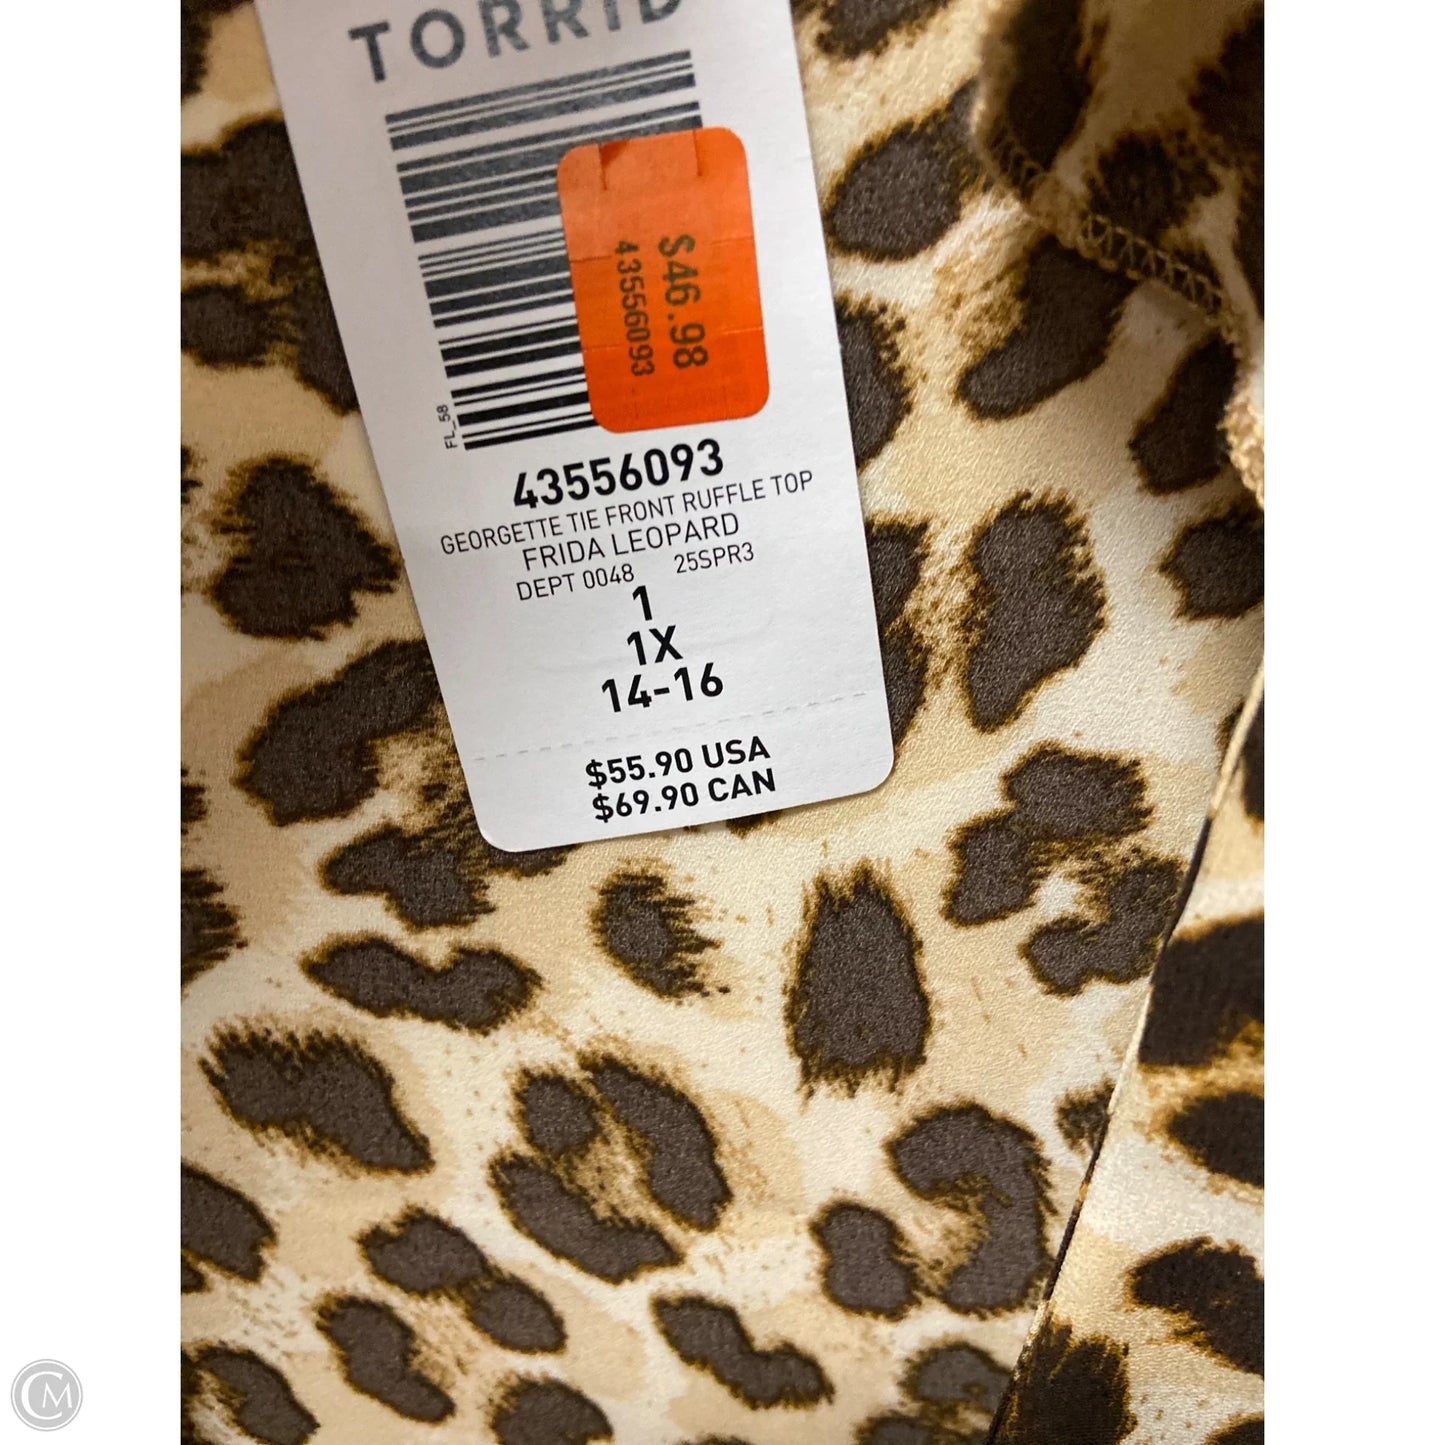 TORRID
$46.98
43556093
FL_58
43556093
GEORGETTE TIE FRONT RUFFLE TOP
FRIDA LEOPARD
DEPT 0048 25SPR3
1
1X
14-16
$55.90 USA
$69.90 CAN
CM